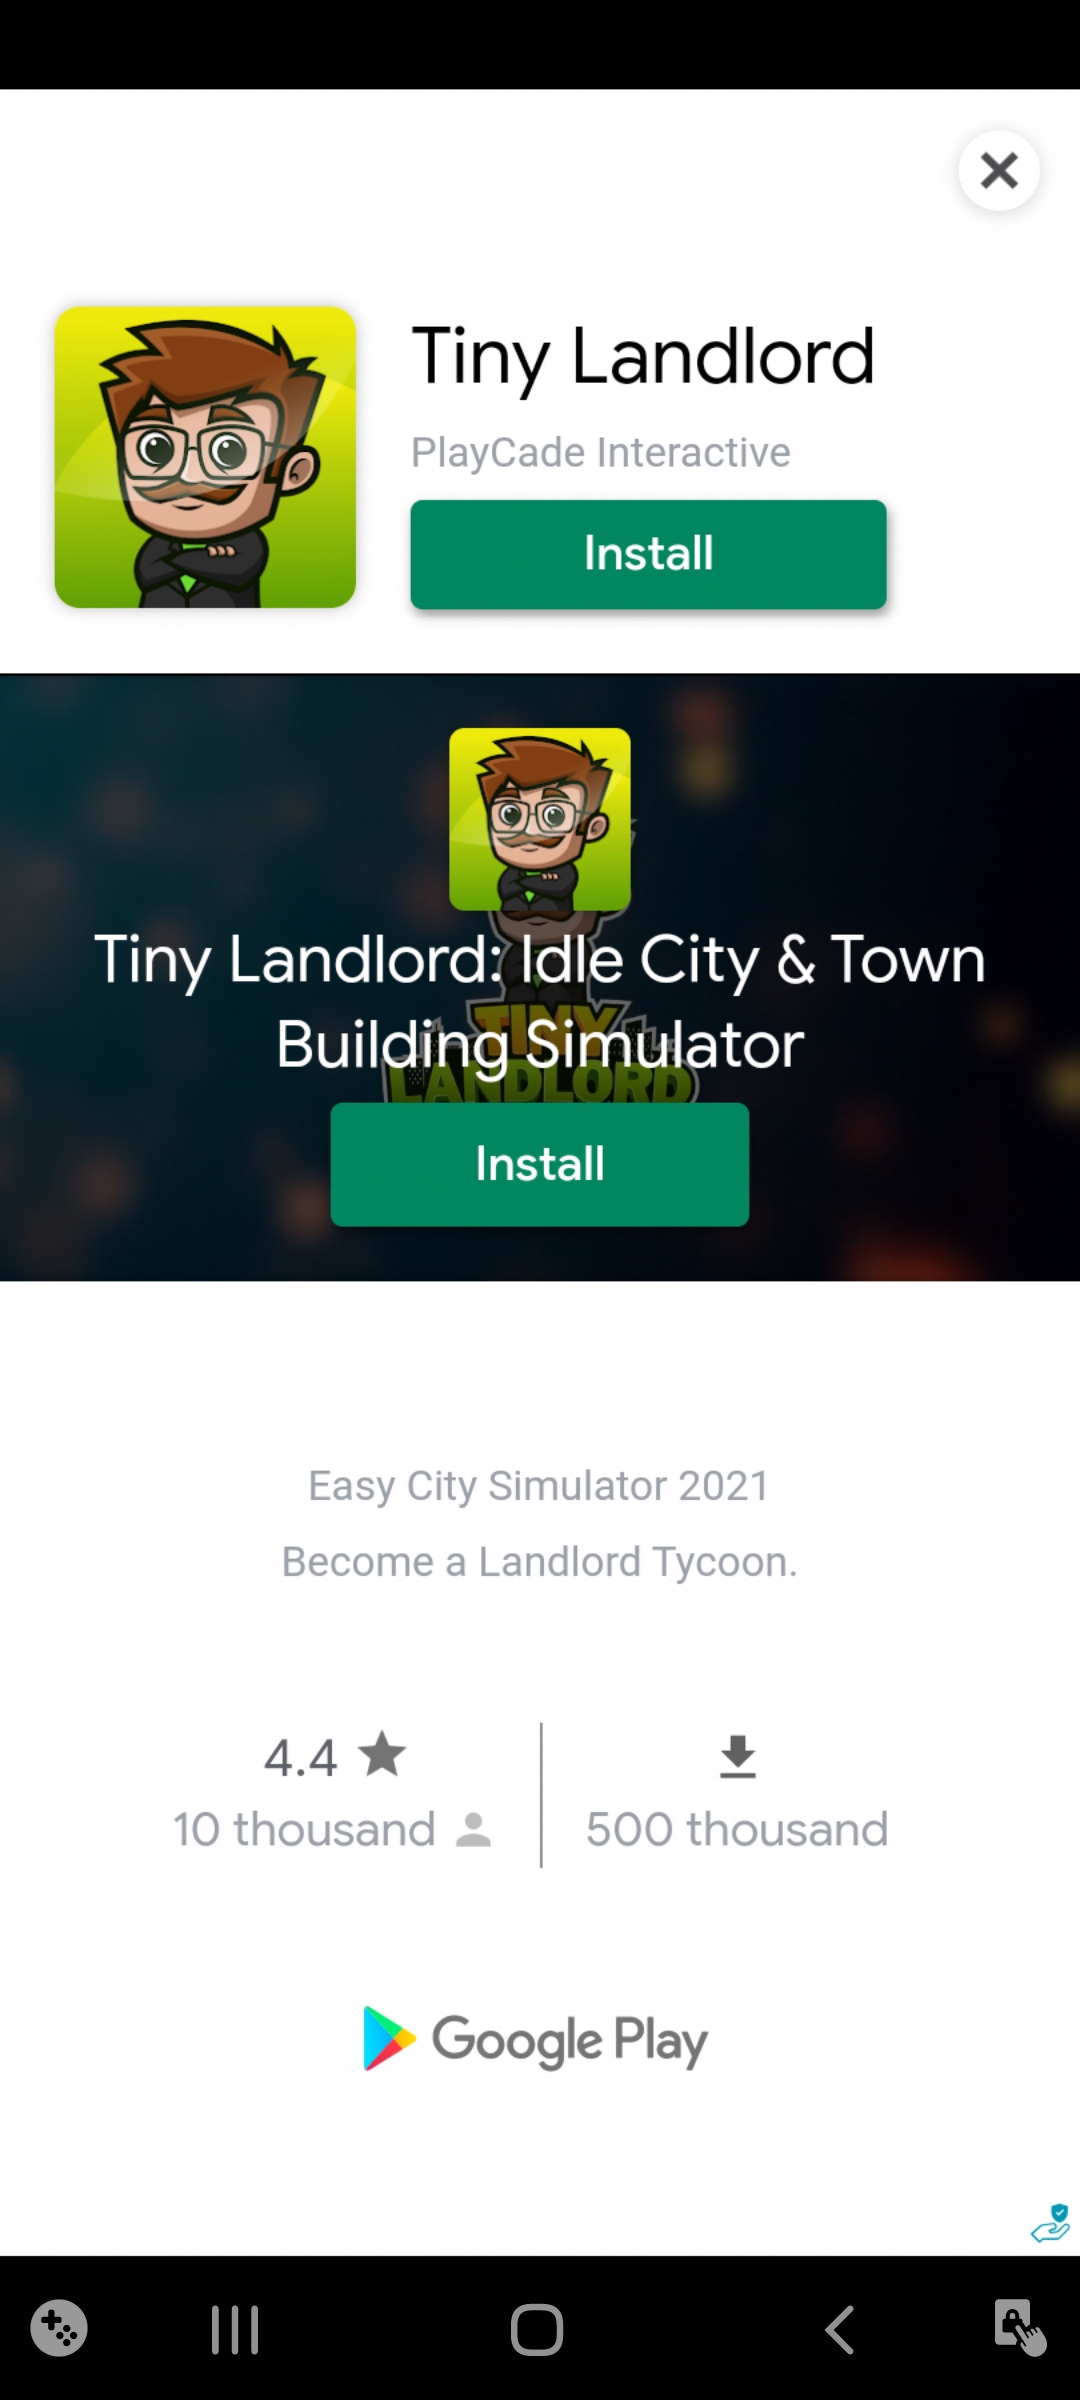 Tiny Landlord
PlayCade Interactive
Install
Tiny Landlord: Idle City & Town
Building Simulator
TINY
LANDLORD
Install
Easy City Simulator 2021
Become a Landlord Tycoon.
4.4
10 thousand
500 thousand
Google Play